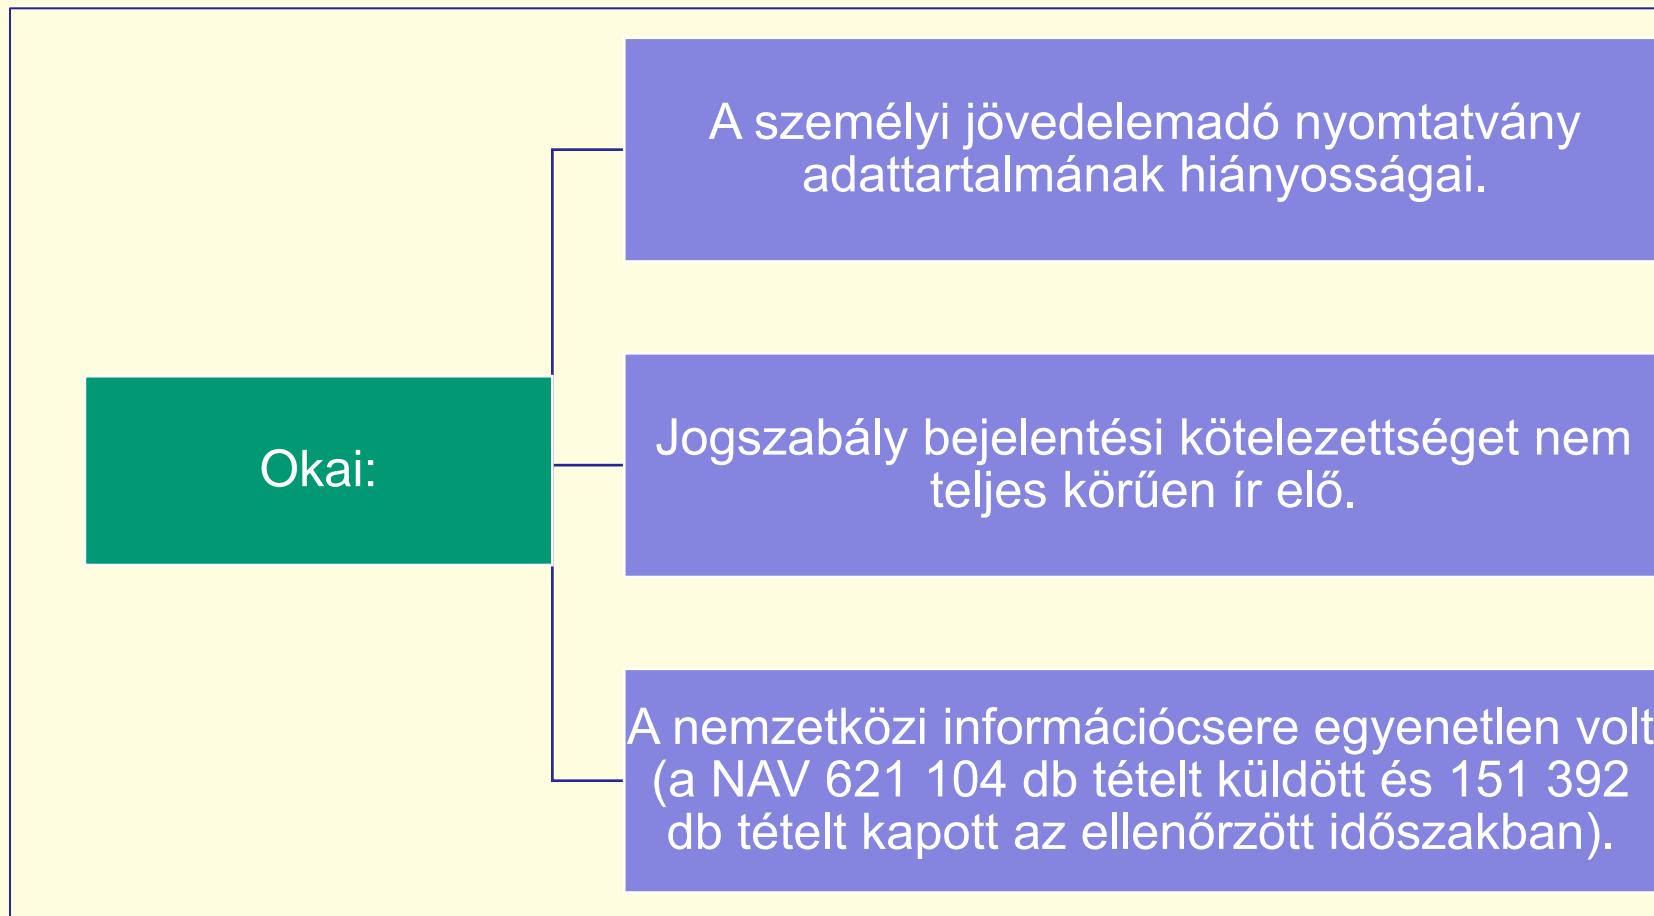 Okai:
A személyi jövedelemadó nyomtatvány
adattartalmának hiányosságai.
Jogszabály bejelentési kötelezettséget nem
teljes körűen ír elő.
A nemzetközi információcsere egyenetlen volt
(a NAV 621 104 db tételt küldött és 151 392
db tételt kapott az ellenőrzött időszakban).